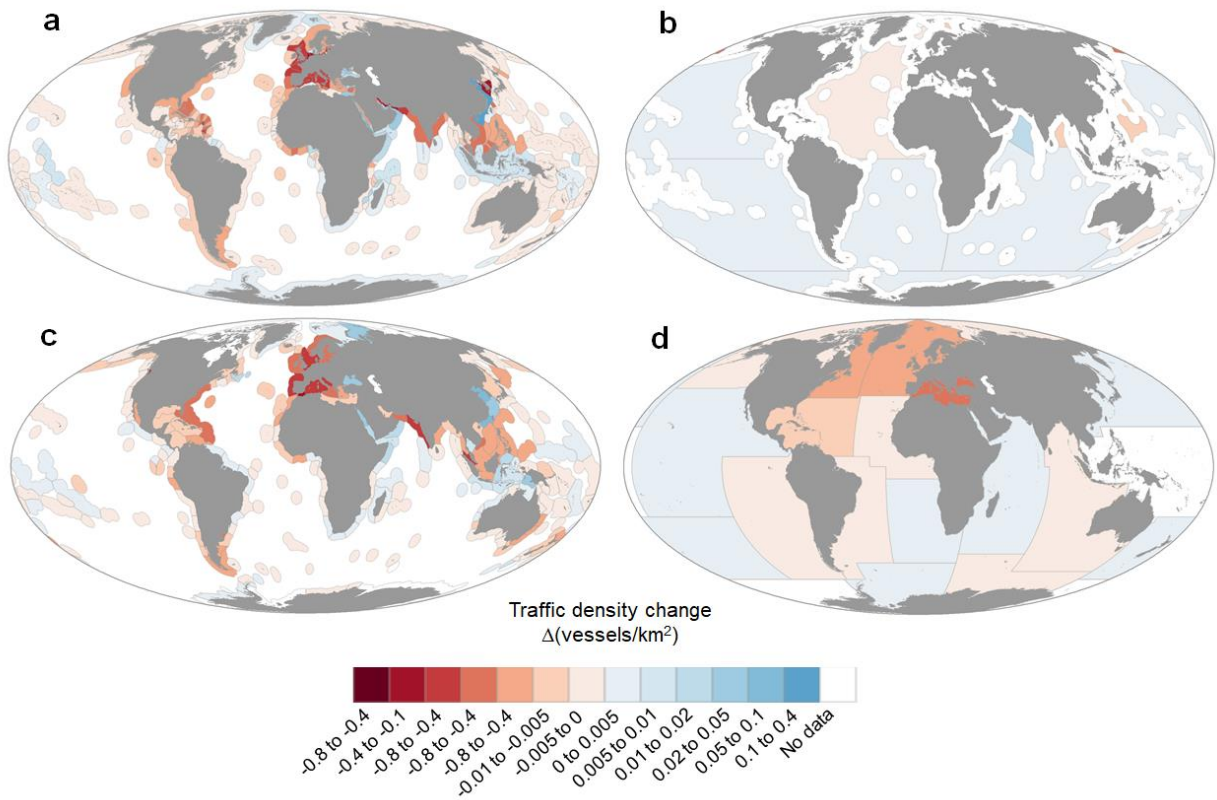 a
b
c
d
Traffic density change
Δ(vessels/km²)
-0.8 to -0.4
-0.4 to -0.1
-0.8 to -0.4
-0.8 to -0.4
-0.8 to -0.4
-0.01 to -0.005
-0.005 to 0
0 to 0.005
0.005 to 0.01
0.01 to 0.02
0.02 to 0.05
0.05 to 0.1
0.1 to 0.4
No data